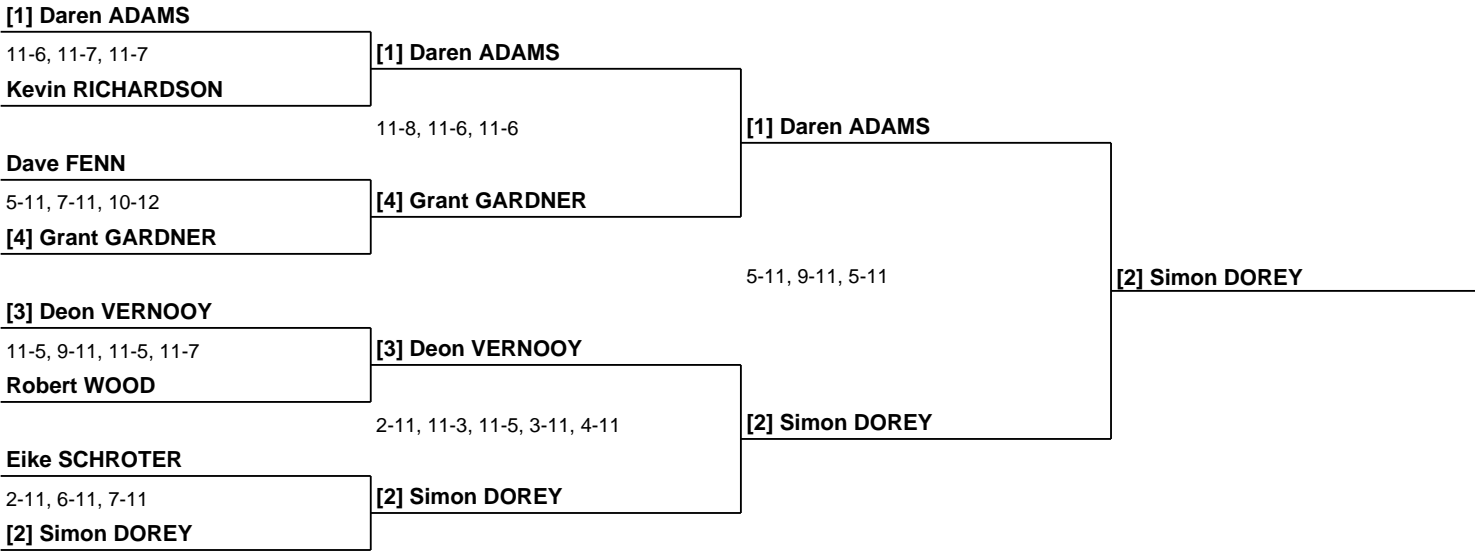 [1] Daren ADAMS
11-6, 11-7, 11-7
Kevin RICHARDSON
Dave FENN
5-11, 7-11, 10-12
[4] Grant GARDNER
[3] Deon VERNOOY
11-5, 9-11, 11-5, 11-7
Robert WOOD
Eike SCHROTER
2-11, 6-11, 7-11
[2] Simon DOREY
[1] Daren ADAMS
11-8, 11-6, 11-6
[4] Grant GARDNER
[3] Deon VERNOOY
2-11, 11-3, 11-5, 3-11, 4-11
[2] Simon DOREY
[1] Daren ADAMS
5-11, 9-11, 5-11
[2] Simon DOREY
[2] Simon DOREY